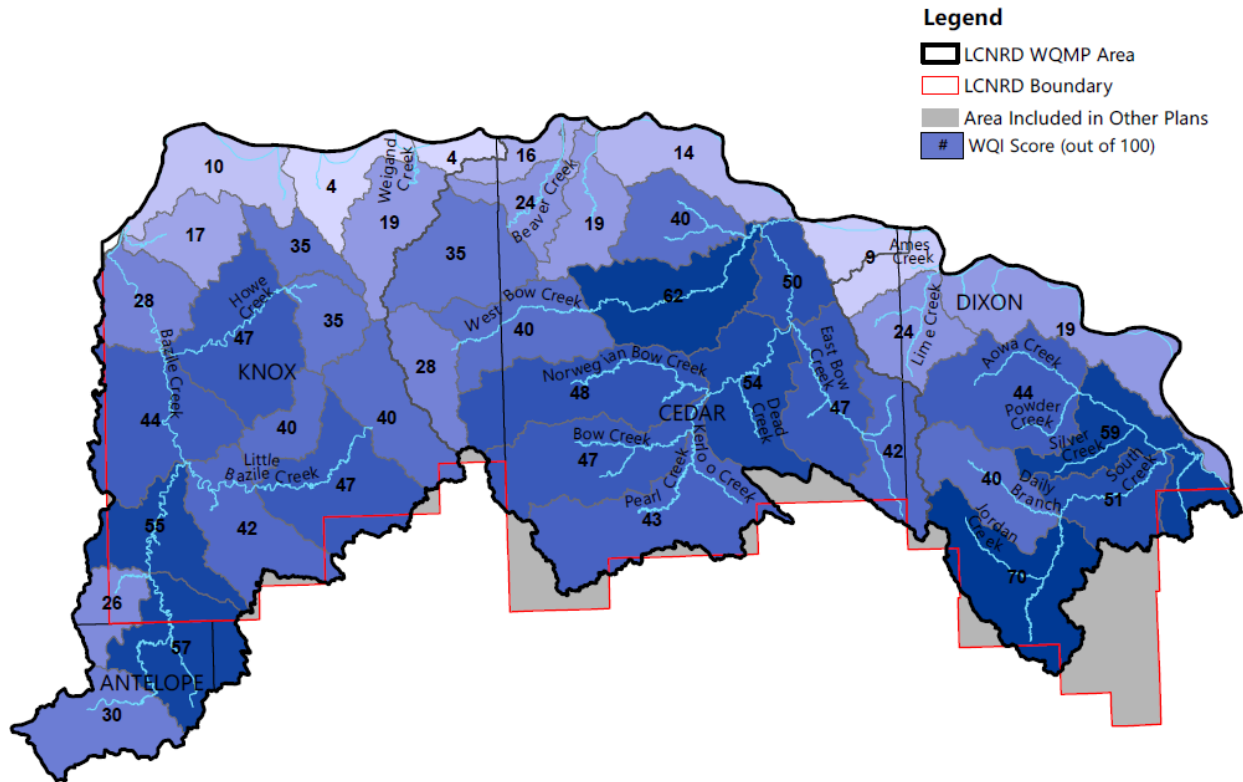 Legend
LCNRD WQMP Area
LCNRD Boundary
Area Included in Other Plans
# WQI Score (out of 100)
10
4
Weigand
Creek
4
16
14
17
35
19
35
24
Beaver Creek
19
40
9
Ames
Creek
28
Howe
Creek
47
35
West Bow Creek
40
62
50
24
Lime Creek
DIXON
19
Bazile Creek
KNOX
28
Norweg an Bow Creek
48
CEDAR
54
Dead
Creek
East Bow
Creek
47
Aowa Creek
44
Powder
Creek
44
40
40
Bow Creek
47
Kerlo o Creek
42
59
Silver
Creek
Little
Bazile Creek
47
Pearl Creek
43
40
Daily
Branch
South
Creek
51
55
42
Jordan
Creek
70
26
57
ANTELOPE
30